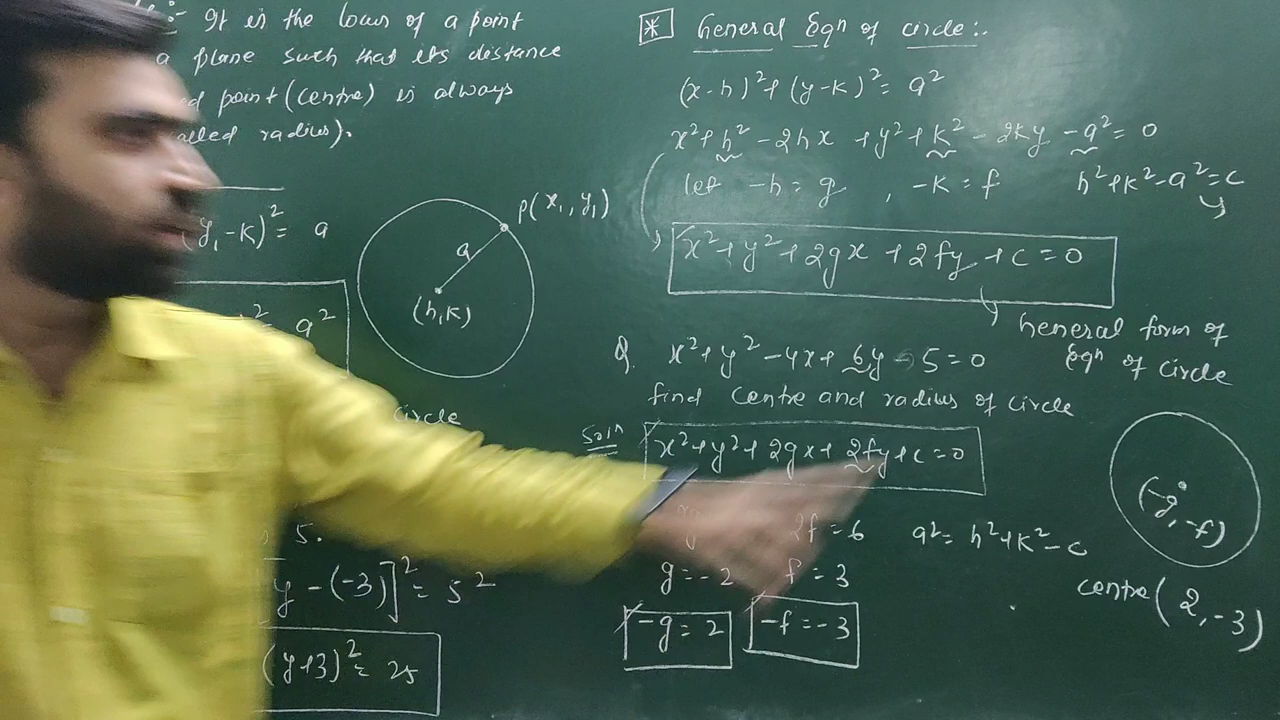 It is the locus of a point
a plane such that its distance
point (centre) is always
called radius).
(y₁-k)² = a
a²
P(x₁, y₁)
a
(h,k)
circle
5.
y-(-3)]² = 5²
(y+3)² = 25
* General Eqn of circle:-
(x-h)²+(y-k)² = a²
x²+h²-2hx+y²+k²-2ky-a²=0
let -h=g, -k=f h²+k²-a²=c
x²+y²+2gx+2fy+c=0
General form of
Eqn of circle
Q. x²+y²-4x+6y-5=0
find Centre and radius of circle
Soln x²+y²+2gx+2fy+c=0
2f=6 a²=h²+k²-c
g=-2 f=3
-g=2 -f=-3
(-g,-f)
centre(2,-3)